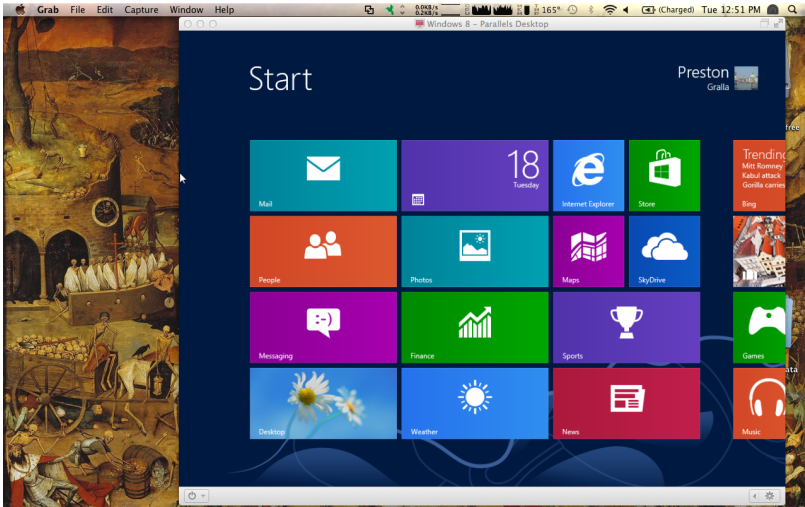 Grab File Edit Capture Window Help
0.0KB/s
0.2KB/s
165° (Charged) Tue 12:51 PM
Windows 8 - Parallels Desktop
Start
Preston
Gralla
free
18
Tuesday
Trending
Mitt Romney
Kabul attack
Gorilla carries
Mail
Internet Explorer
Store
Bing
:-)
People
Photos
Maps
SkyDrive
Messaging
Finance
Sports
Games
ata
Desktop
Weather
News
Music